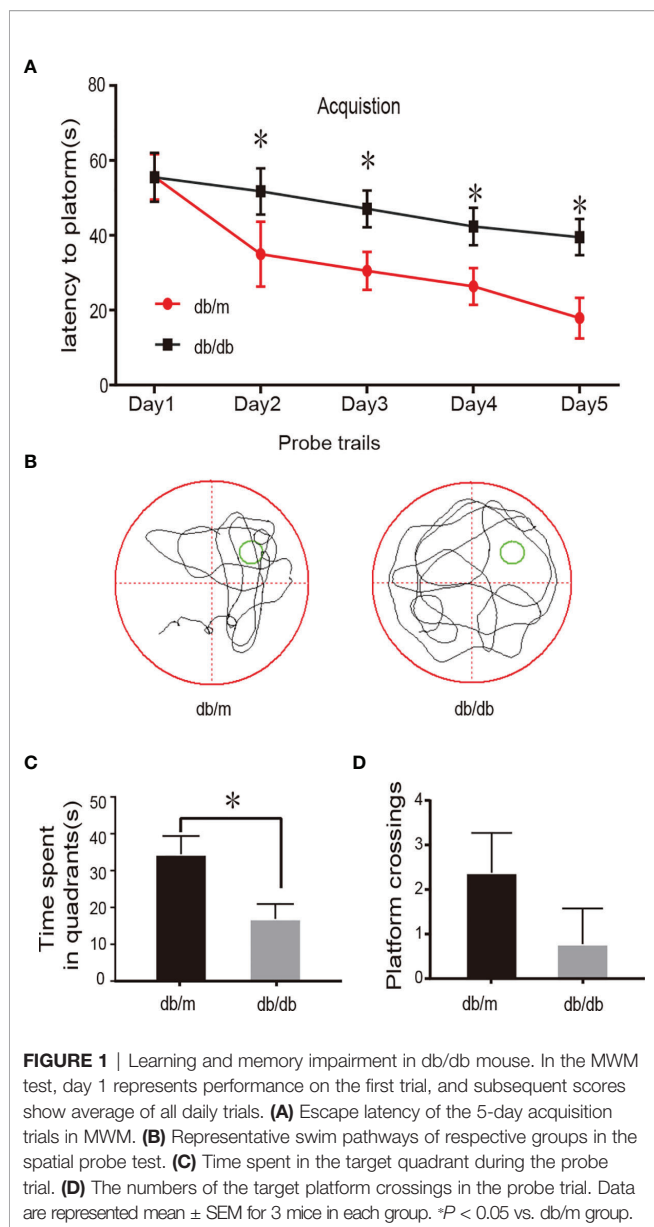 A
Acquistion
latency to platorm(s)
80
60
40
20
0
* * * *
db/m
db/db
Day1 Day2 Day3 Day4 Day5
Probe trails
B
db/m db/db
C
Time spent
in quadrants(s)
50
40
30
20
10
0
*
db/m db/db
D
Platform crossings
4
3
2
1
0
db/m db/db
FIGURE 1 | Learning and memory impairment in db/db mouse. In the MWM
test, day 1 represents performance on the first trial, and subsequent scores
show average of all daily trials. (A) Escape latency of the 5-day acquisition
trials in MWM. (B) Representative swim pathways of respective groups in the
spatial probe test. (C) Time spent in the target quadrant during the probe
trial. (D) The numbers of the target platform crossings in the probe trial. Data
are represented mean ± SEM for 3 mice in each group. *P < 0.05 vs. db/m group.